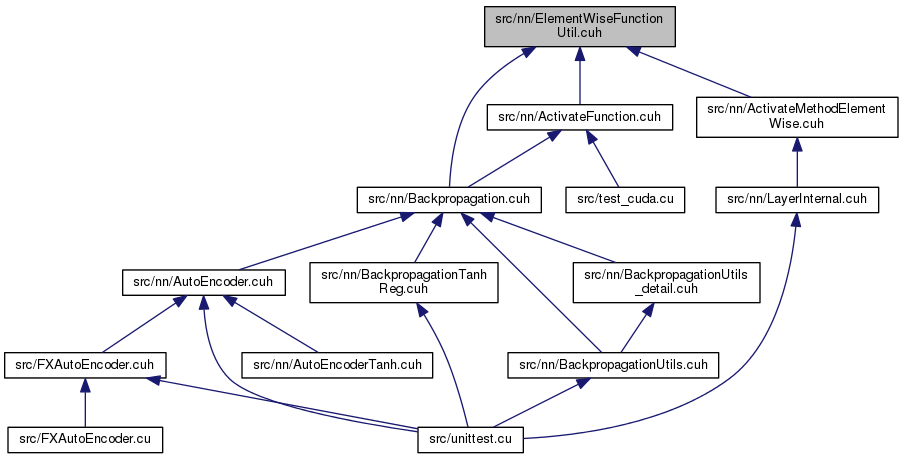 src/nn/ElementWiseFunction
Util.cuh
src/nn/ActivateFunction.cuh
src/nn/ActivateMethodElement
Wise.cuh
src/nn/Backpropagation.cuh
src/test_cuda.cu
src/nn/LayerInternal.cuh
src/nn/AutoEncoder.cuh
src/nn/BackpropagationTanh
Reg.cuh
src/nn/BackpropagationUtils
_detail.cuh
src/FXAutoEncoder.cuh
src/nn/AutoEncoderTanh.cuh
src/nn/BackpropagationUtils.cuh
src/FXAutoEncoder.cu
src/unittest.cu